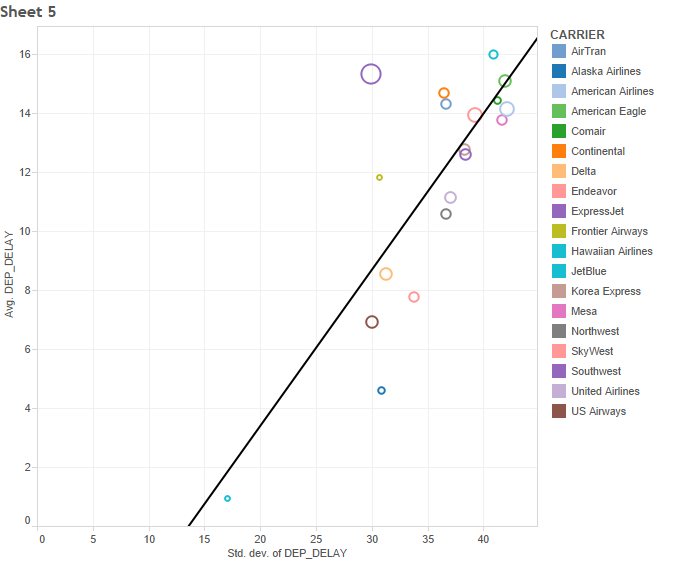 Sheet 5
16
14
12
10
8
6
4
2
0
Avg. DEP_DELAY
0 5 10 15 20 25 30 35 40
Std. dev. of DEP_DELAY
CARRIER
AirTran
Alaska Airlines
American Airlines
American Eagle
Comair
Continental
Delta
Endeavor
ExpressJet
Frontier Airways
Hawaiian Airlines
JetBlue
Korea Express
Mesa
Northwest
SkyWest
Southwest
United Airlines
US Airways